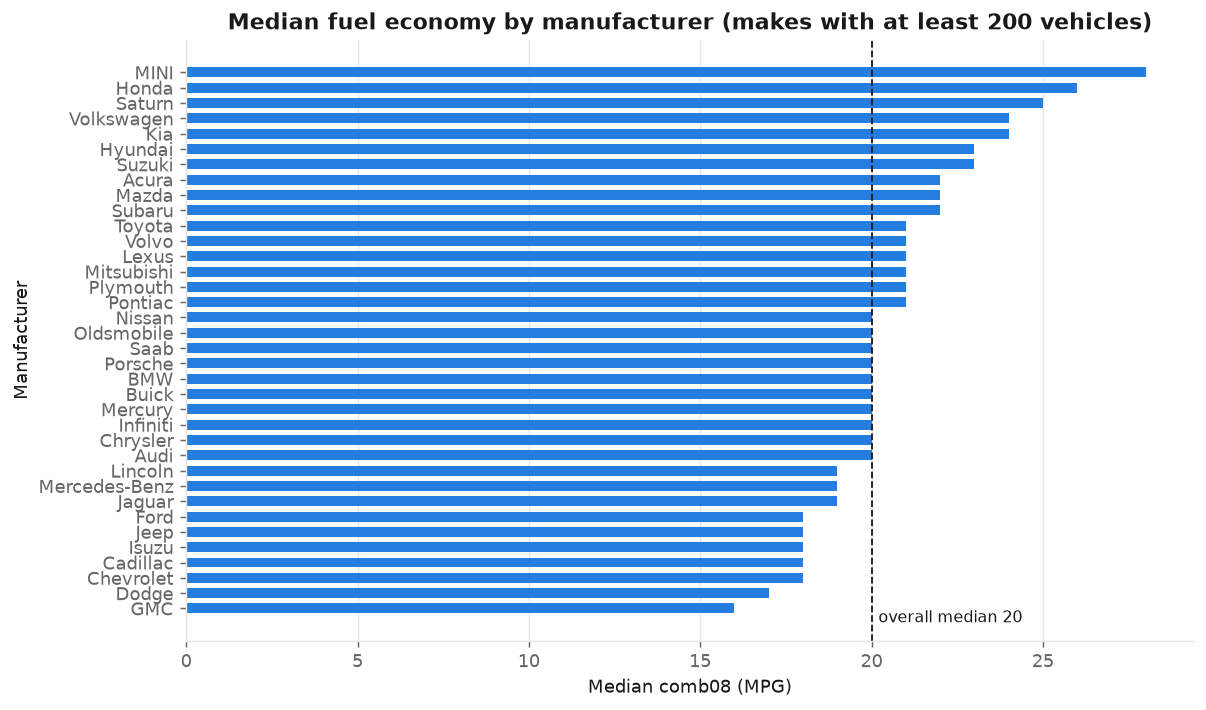 Median fuel economy by manufacturer (makes with at least 200 vehicles)
Manufacturer
MINI
Honda
Saturn
Volkswagen
Kia
Hyundai
Suzuki
Acura
Mazda
Subaru
Toyota
Volvo
Lexus
Mitsubishi
Plymouth
Pontiac
Nissan
Oldsmobile
Saab
Porsche
BMW
Buick
Mercury
Infiniti
Chrysler
Audi
Lincoln
Mercedes-Benz
Jaguar
Ford
Jeep
Isuzu
Cadillac
Chevrolet
Dodge
GMC
overall median 20
0 5 10 15 20 25
Median comb08 (MPG)